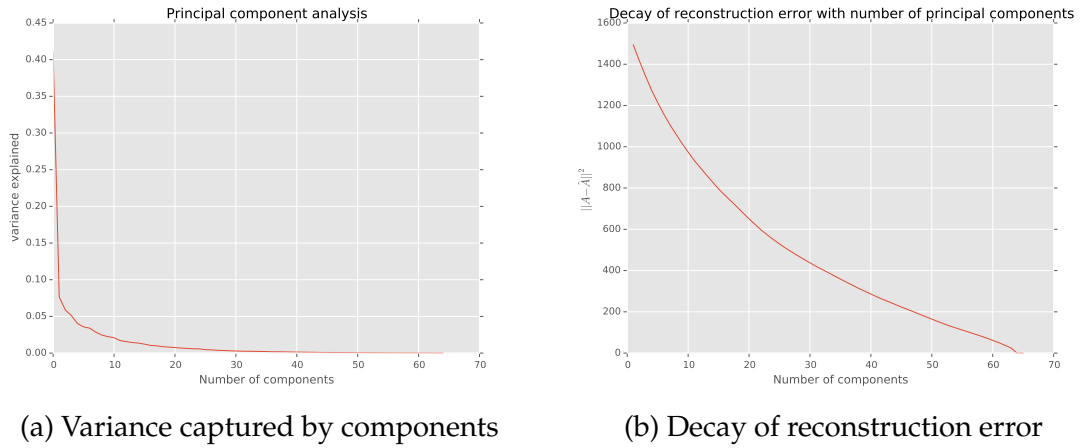 Principal component analysis
0.45
0.40
0.35
0.30
0.25
0.20
0.15
0.10
0.05
0.00
variance explained
0 10 20 30 40 50 60 70
Number of components
(a) Variance captured by components
Decay of reconstruction error with number of principal components
1600
1400
1200
1000
800
600
400
200
0
||A − Â||²
0 10 20 30 40 50 60 70
Number of components
(b) Decay of reconstruction error